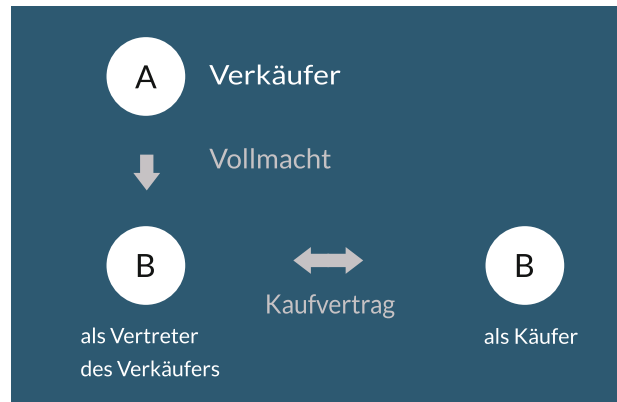 A Verkäufer
Vollmacht
B B
Kaufvertrag
als Vertreter als Käufer
des Verkäufers